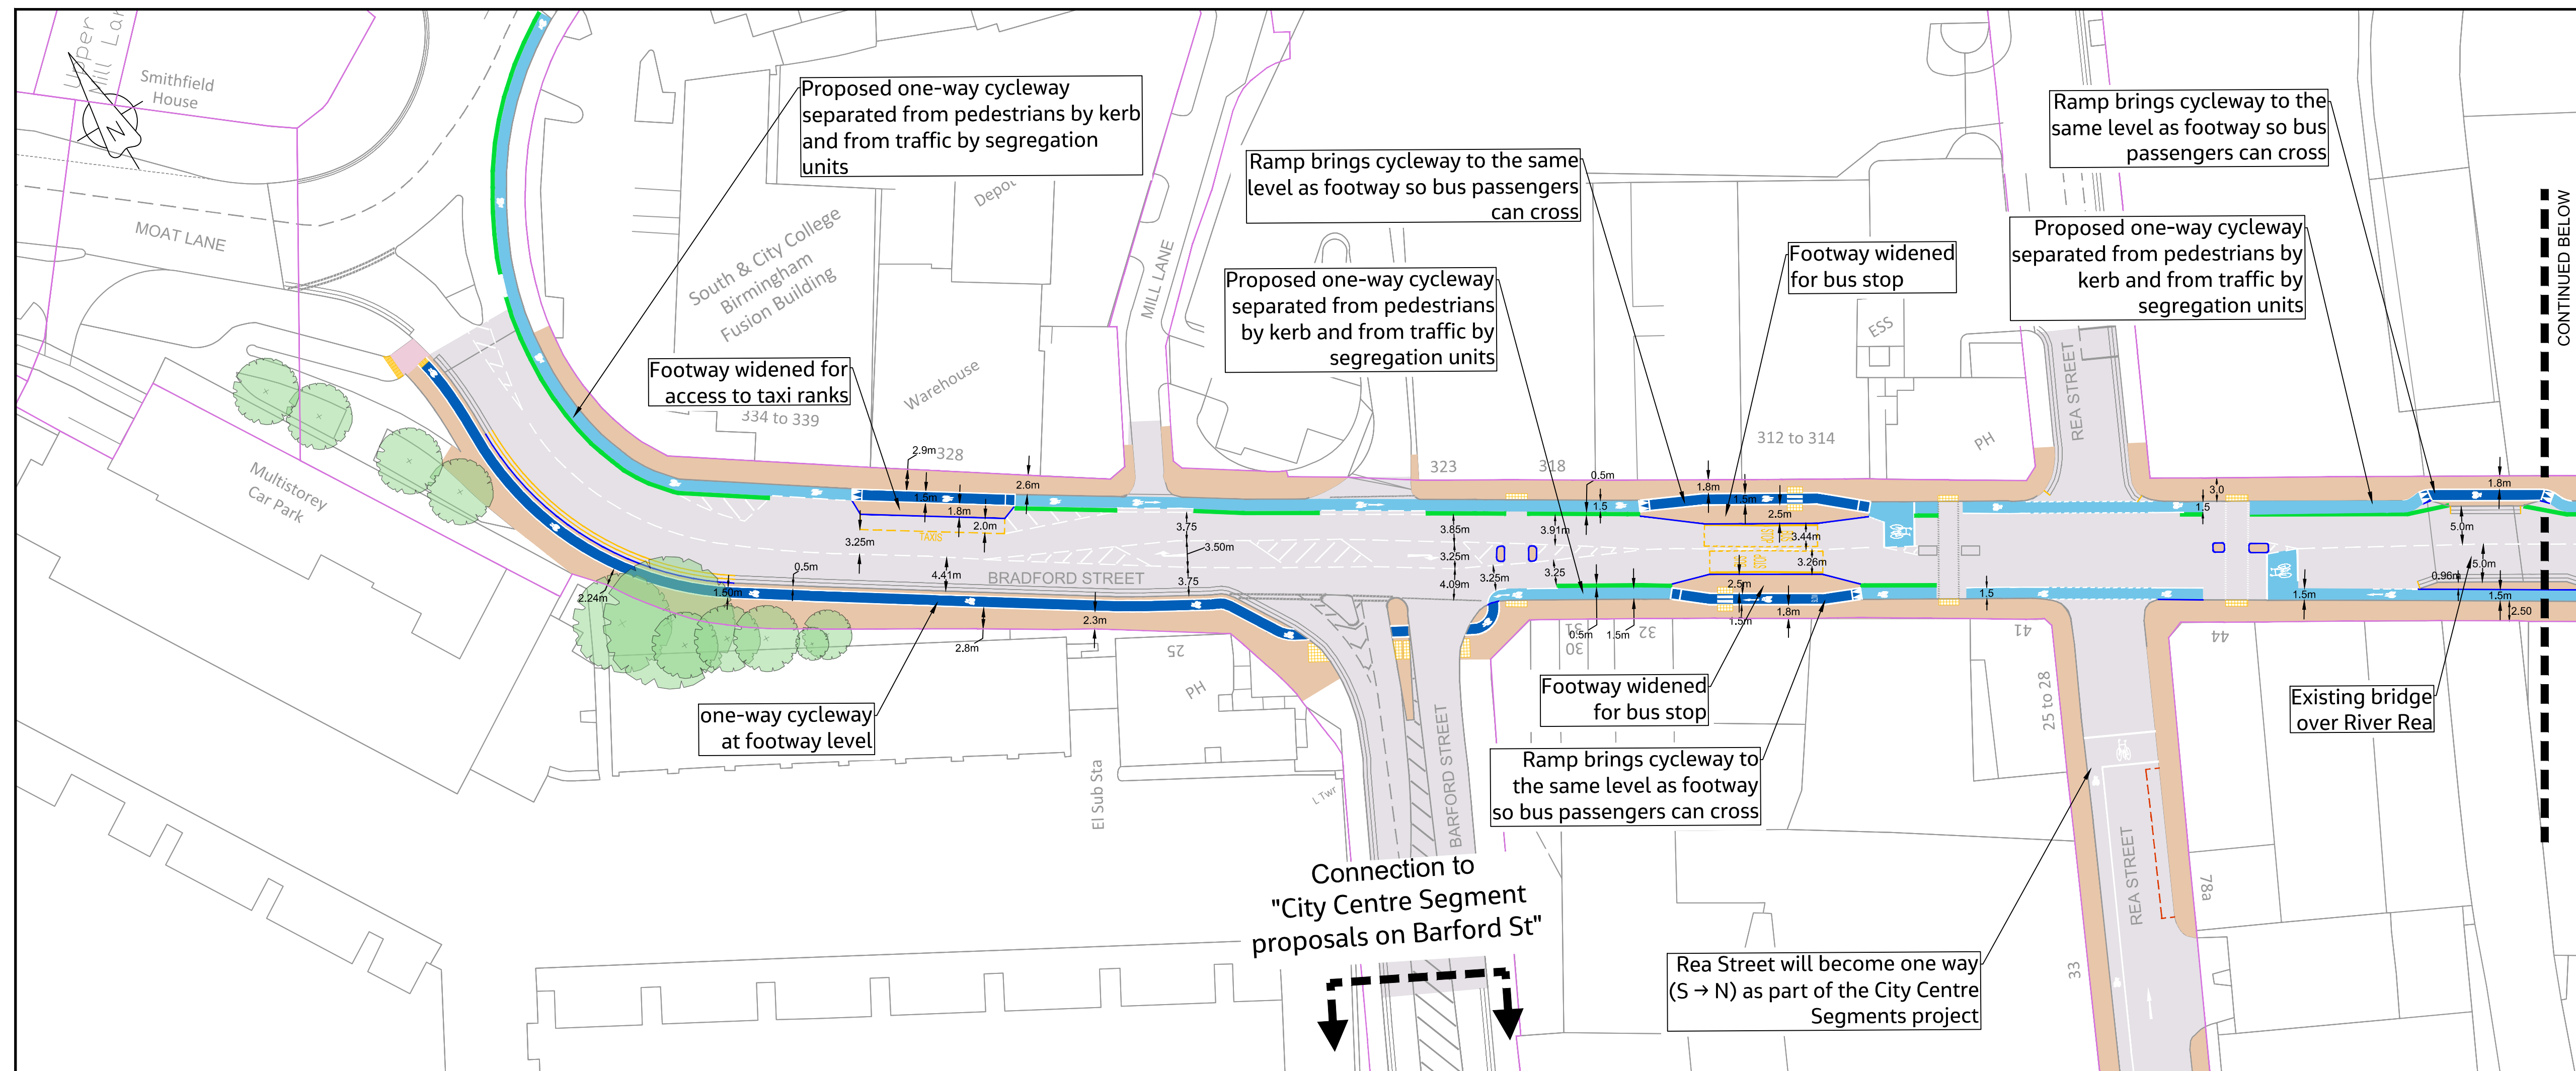 Upper
Mill Lan
Smithfield
House
N
MOAT LANE
Proposed one-way cycleway
separated from pedestrians by kerb
and from traffic by segregation
units
South & City College
Birmingham
Fusion Building
Depot
MILL LANE
Warehouse
334 to 339
Footway widened for
access to taxi ranks
Multistorey
Car Park
328
2.9m
1.5m
1.8m
2.0m
2.6m
TAXIS
3.25m
4.41m
0.5m
1.50m
2.24m
2.3m
2.8m
BRADFORD STREET
3.75
3.50m
3.75
one-way cycleway
at footway level
25
PH
El Sub Sta
L Twr
BARFORD STREET
Connection to
"City Centre Segment
proposals on Barford St"
Ramp brings cycleway to the same
level as footway so bus passengers
can cross
Proposed one-way cycleway
separated from pedestrians
by kerb and from traffic by
segregation units
Footway widened
for bus stop
323
318
312 to 314
ESS
PH
0.5m
1.5
1.8m
1.5m
2.5m
3.85m
3.25m
4.09m
3.91m
3.25m
3.25
3.44m
3.26m
BUS
STOP
BUS
STOP
2.5m
1.8m
1.5m
0.5m
1.5m
31
30
32
Footway widened
for bus stop
Ramp brings cycleway to
the same level as footway
so bus passengers can cross
Ramp brings cycleway to the
same level as footway so bus
passengers can cross
Proposed one-way cycleway
separated from pedestrians by
kerb and from traffic by
segregation units
REA STREET
3.0
1.5
1.8m
5.0m
5.0m
0.96m
1.5
1.5m
1.5m
2.50
41
44
25 to 28
33
78a
REA STREET
Existing bridge
over River Rea
Rea Street will become one way
(S → N) as part of the City Centre
Segments project
CONTINUED BELOW